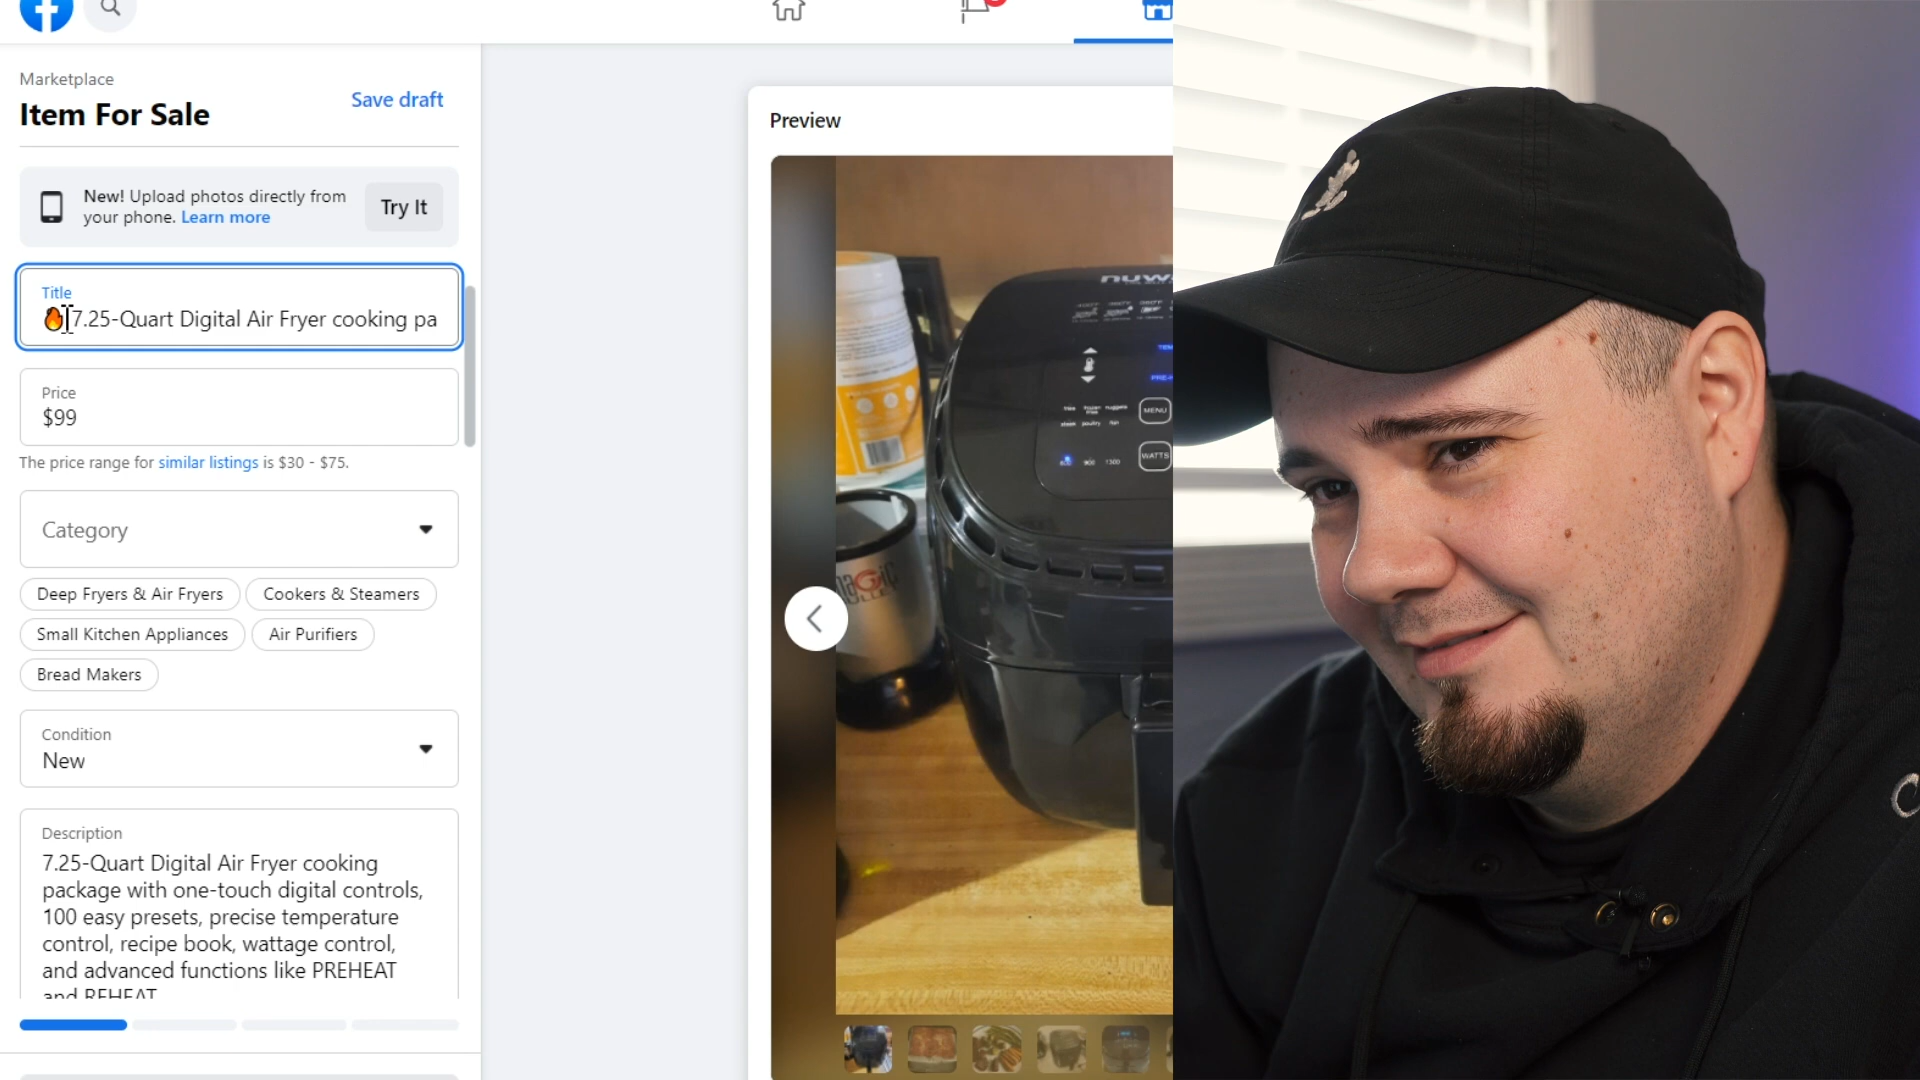 Marketplace
Item For Sale
Save draft
New! Upload photos directly from
your phone. Learn more
Try It
Title
🔥7.25-Quart Digital Air Fryer cooking pa
Price
$99
The price range for similar listings is $30 - $75.
Category
Deep Fryers & Air Fryers
Cookers & Steamers
Small Kitchen Appliances
Air Purifiers
Bread Makers
Condition
New
Description
7.25-Quart Digital Air Fryer cooking
package with one-touch digital controls,
100 easy presets, precise temperature
control, recipe book, wattage control,
and advanced functions like PREHEAT
and REHEAT
Preview
MENU
WATTS
900
1300